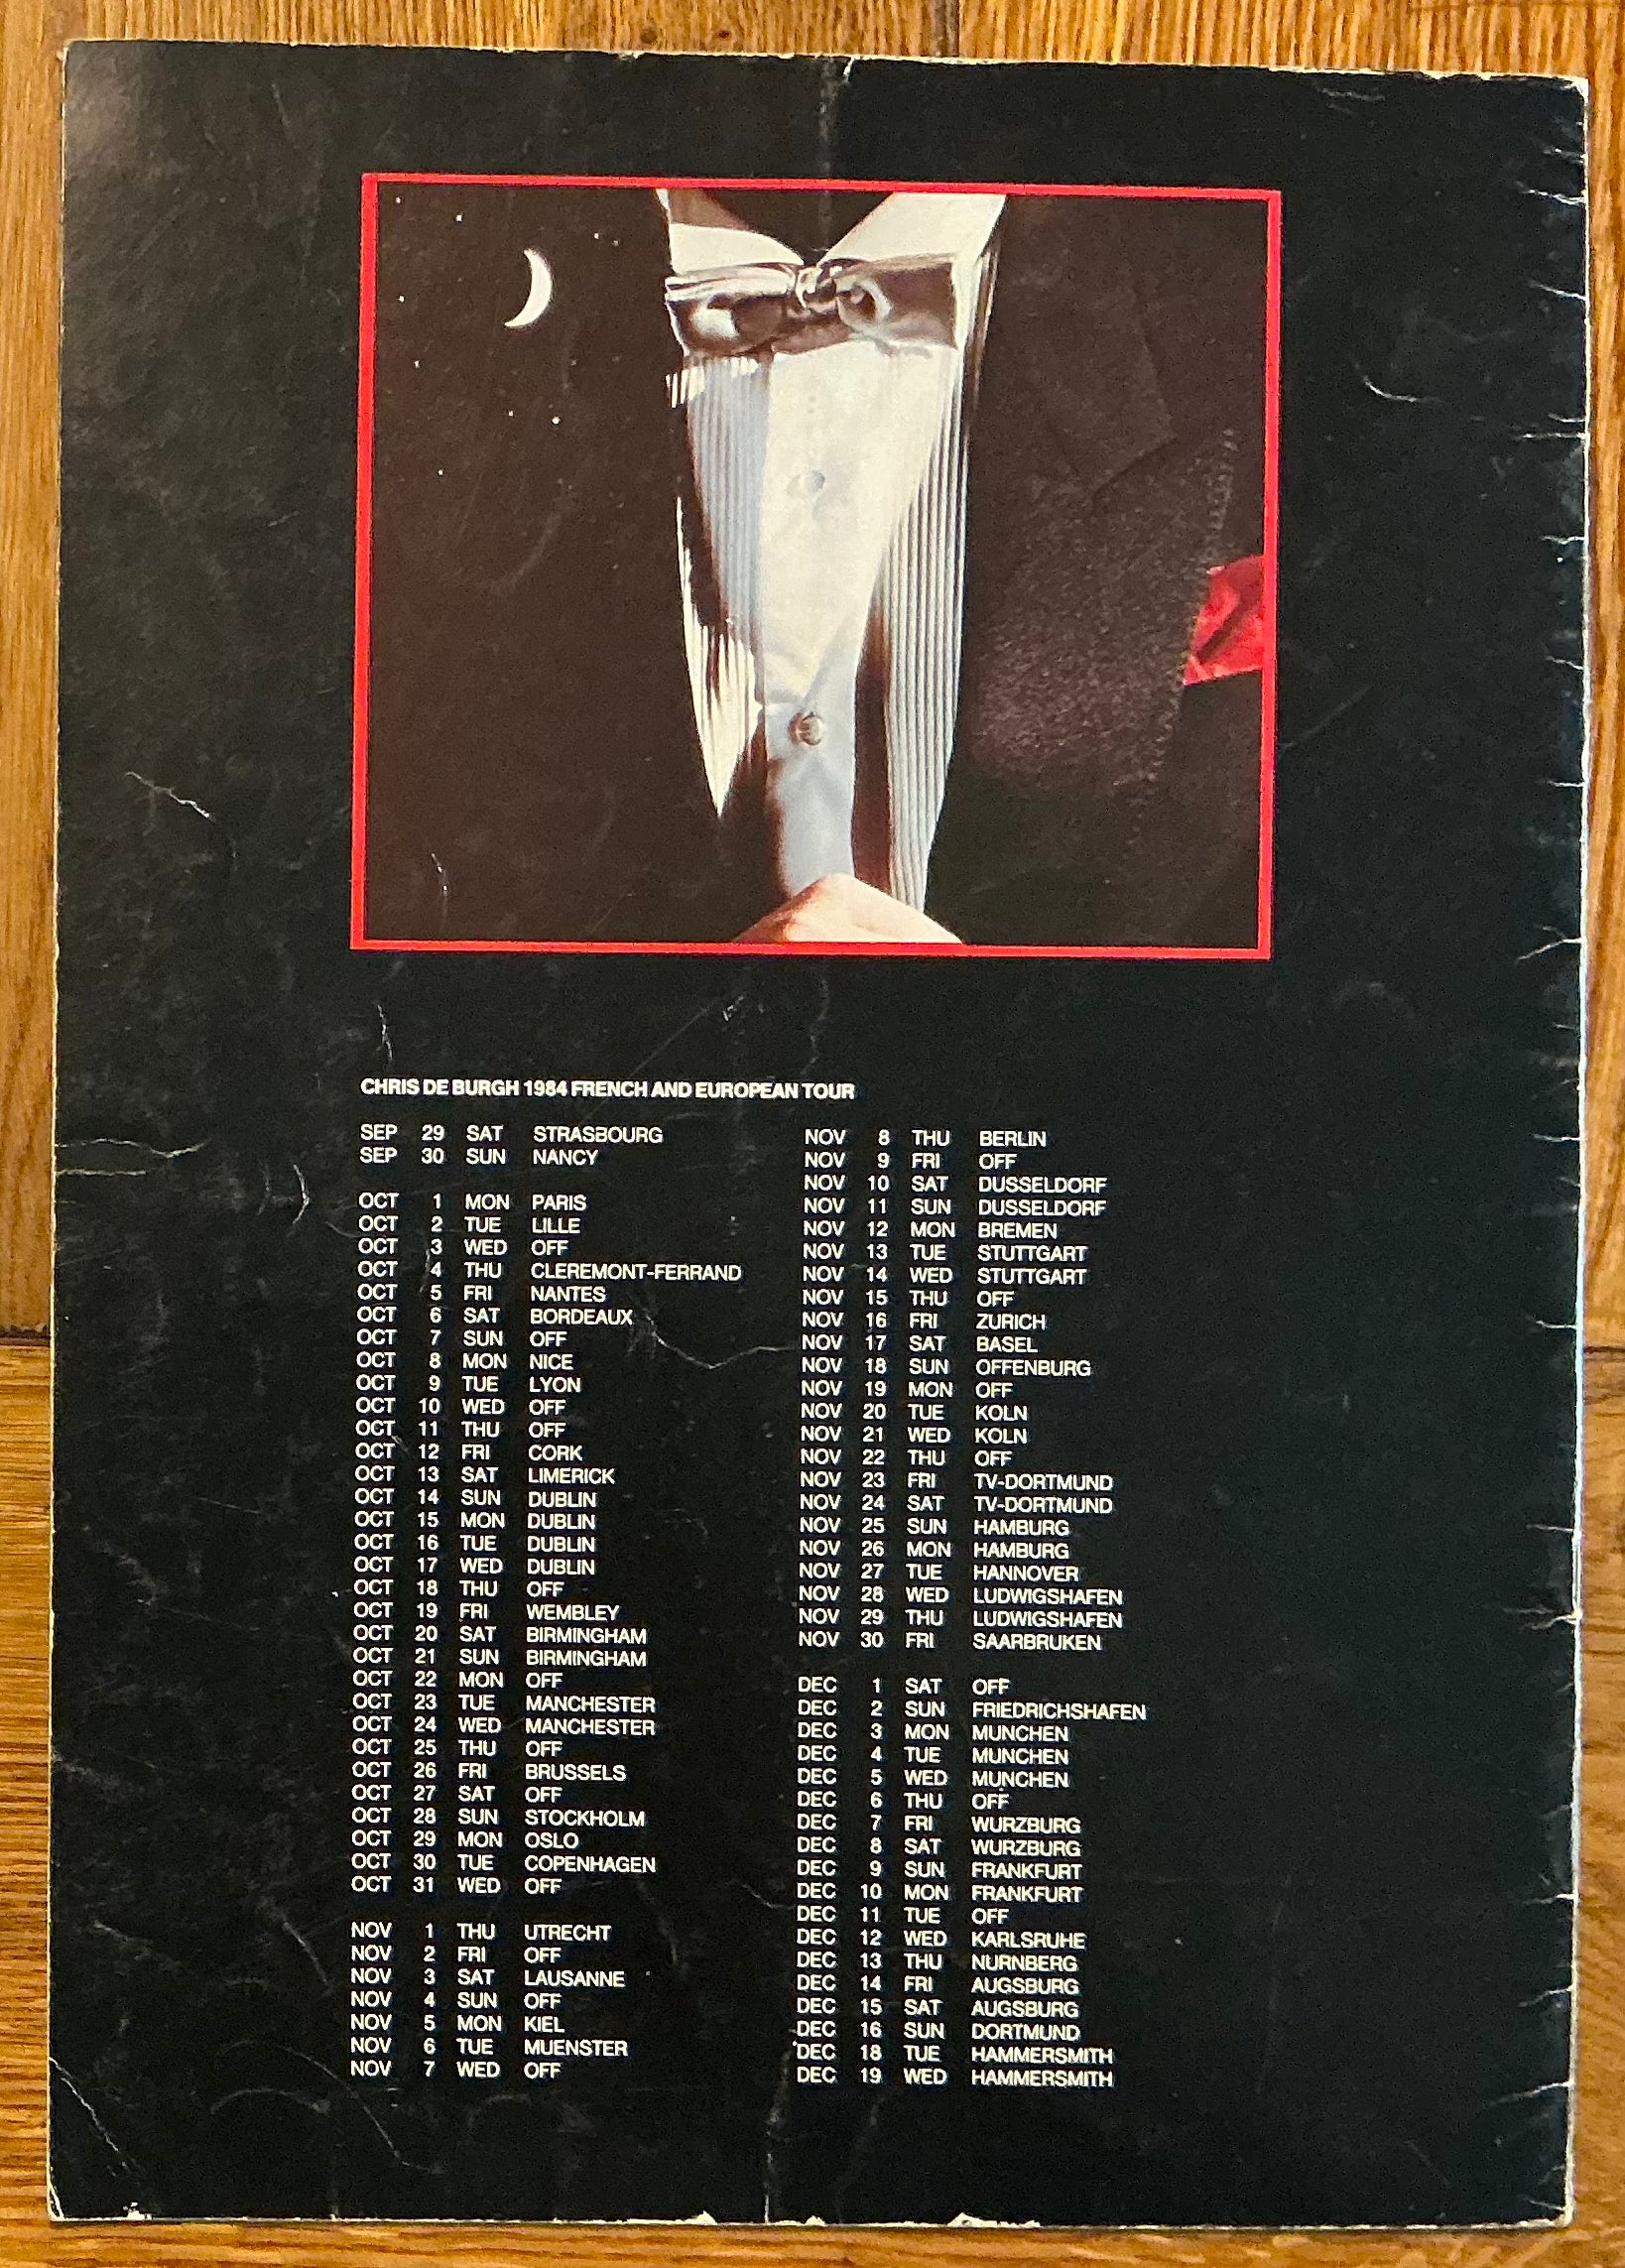 CHRIS DE BURGH 1984 FRENCH AND EUROPEAN TOUR
SEP 29 SAT STRASBOURG
SEP 30 SUN NANCY
OCT 1 MON PARIS
OCT 2 TUE LILLE
OCT 3 WED OFF
OCT 4 THU CLEREMONT-FERRAND
OCT 5 FRI NANTES
OCT 6 SAT BORDEAUX
OCT 7 SUN OFF
OCT 8 MON NICE
OCT 9 TUE LYON
OCT 10 WED OFF
OCT 11 THU OFF
OCT 12 FRI CORK
OCT 13 SAT LIMERICK
OCT 14 SUN DUBLIN
OCT 15 MON DUBLIN
OCT 16 TUE DUBLIN
OCT 17 WED DUBLIN
OCT 18 THU OFF
OCT 19 FRI WEMBLEY
OCT 20 SAT BIRMINGHAM
OCT 21 SUN BIRMINGHAM
OCT 22 MON OFF
OCT 23 TUE MANCHESTER
OCT 24 WED MANCHESTER
OCT 25 THU OFF
OCT 26 FRI BRUSSELS
OCT 27 SAT OFF
OCT 28 SUN STOCKHOLM
OCT 29 MON OSLO
OCT 30 TUE COPENHAGEN
OCT 31 WED OFF
NOV 1 THU UTRECHT
NOV 2 FRI OFF
NOV 3 SAT LAUSANNE
NOV 4 SUN OFF
NOV 5 MON KIEL
NOV 6 TUE MUENSTER
NOV 7 WED OFF
NOV 8 THU BERLIN
NOV 9 FRI OFF
NOV 10 SAT DUSSELDORF
NOV 11 SUN DUSSELDORF
NOV 12 MON BREMEN
NOV 13 TUE STUTTGART
NOV 14 WED STUTTGART
NOV 15 THU OFF
NOV 16 FRI ZURICH
NOV 17 SAT BASEL
NOV 18 SUN OFFENBURG
NOV 19 MON OFF
NOV 20 TUE KOLN
NOV 21 WED KOLN
NOV 22 THU OFF
NOV 23 FRI TV-DORTMUND
NOV 24 SAT TV-DORTMUND
NOV 25 SUN HAMBURG
NOV 26 MON HAMBURG
NOV 27 TUE HANNOVER
NOV 28 WED LUDWIGSHAFEN
NOV 29 THU LUDWIGSHAFEN
NOV 30 FRI SAARBRUKEN
DEC 1 SAT OFF
DEC 2 SUN FRIEDRICHSHAFEN
DEC 3 MON MUNCHEN
DEC 4 TUE MUNCHEN
DEC 5 WED MUNCHEN
DEC 6 THU OFF
DEC 7 FRI WURZBURG
DEC 8 SAT WURZBURG
DEC 9 SUN FRANKFURT
DEC 10 MON FRANKFURT
DEC 11 TUE OFF
DEC 12 WED KARLSRUHE
DEC 13 THU NURNBERG
DEC 14 FRI AUGSBURG
DEC 15 SAT AUGSBURG
DEC 16 SUN DORTMUND
DEC 18 TUE HAMMERSMITH
DEC 19 WED HAMMERSMITH